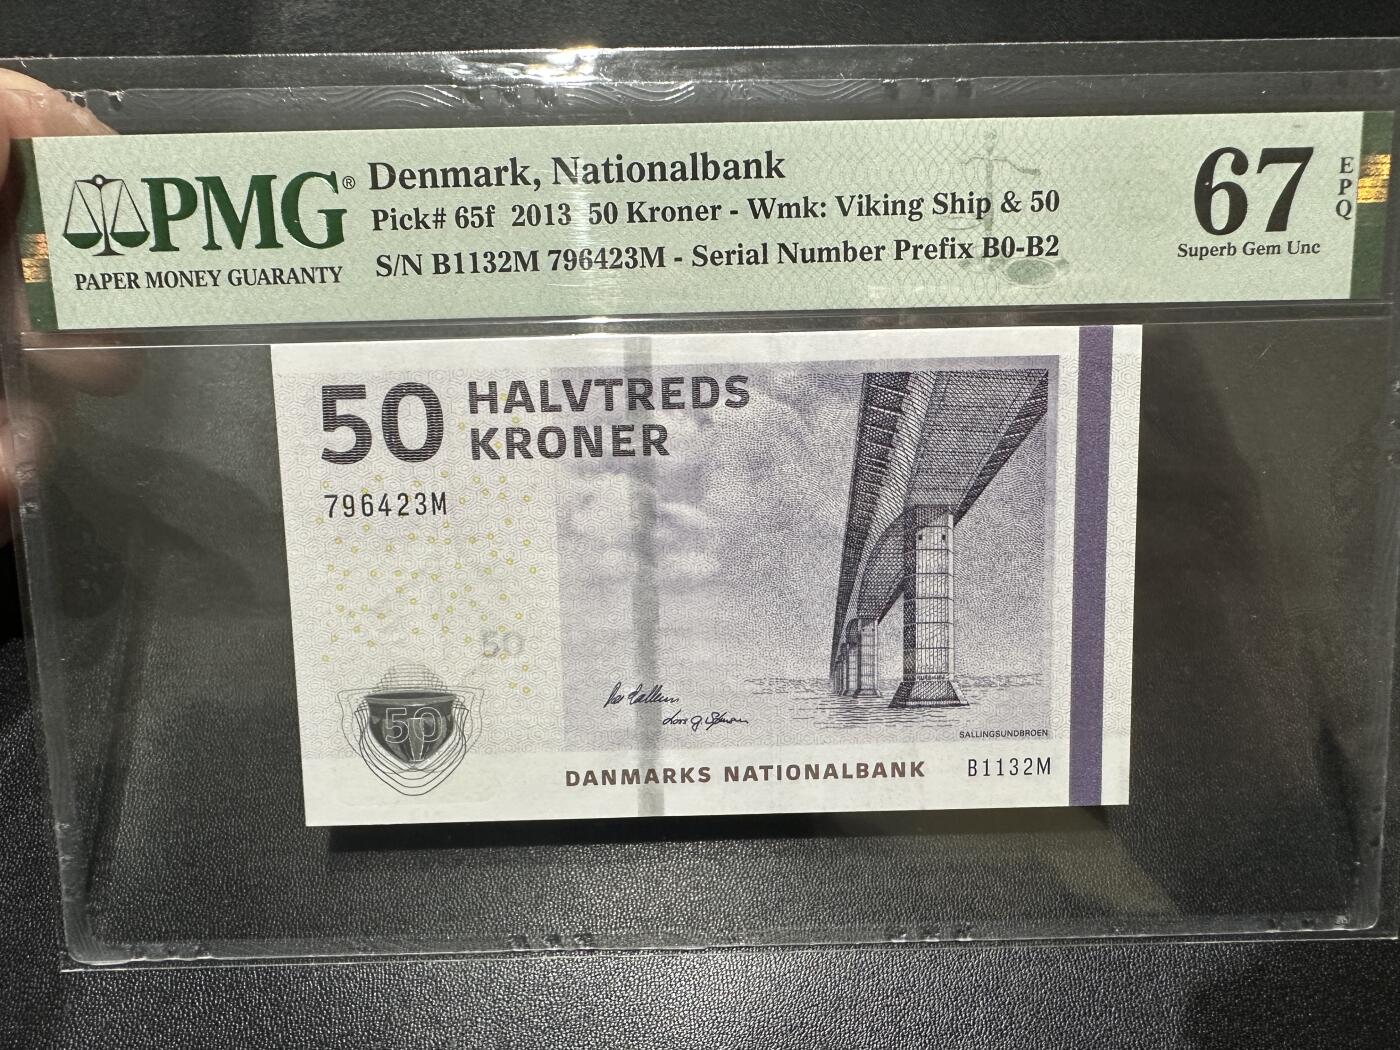 PMG®
PAPER MONEY GUARANTY
Denmark, Nationalbank
Pick# 65f 2013 50 Kroner - Wmk: Viking Ship & 50
S/N B1132M 796423M - Serial Number Prefix B0-B2
67
EPQ
Superb Gem Unc
50 HALVTREDS
KRONER
796423M
50
50
SALLINGSUNDBROEN
DANMARKS NATIONALBANK
B1132M